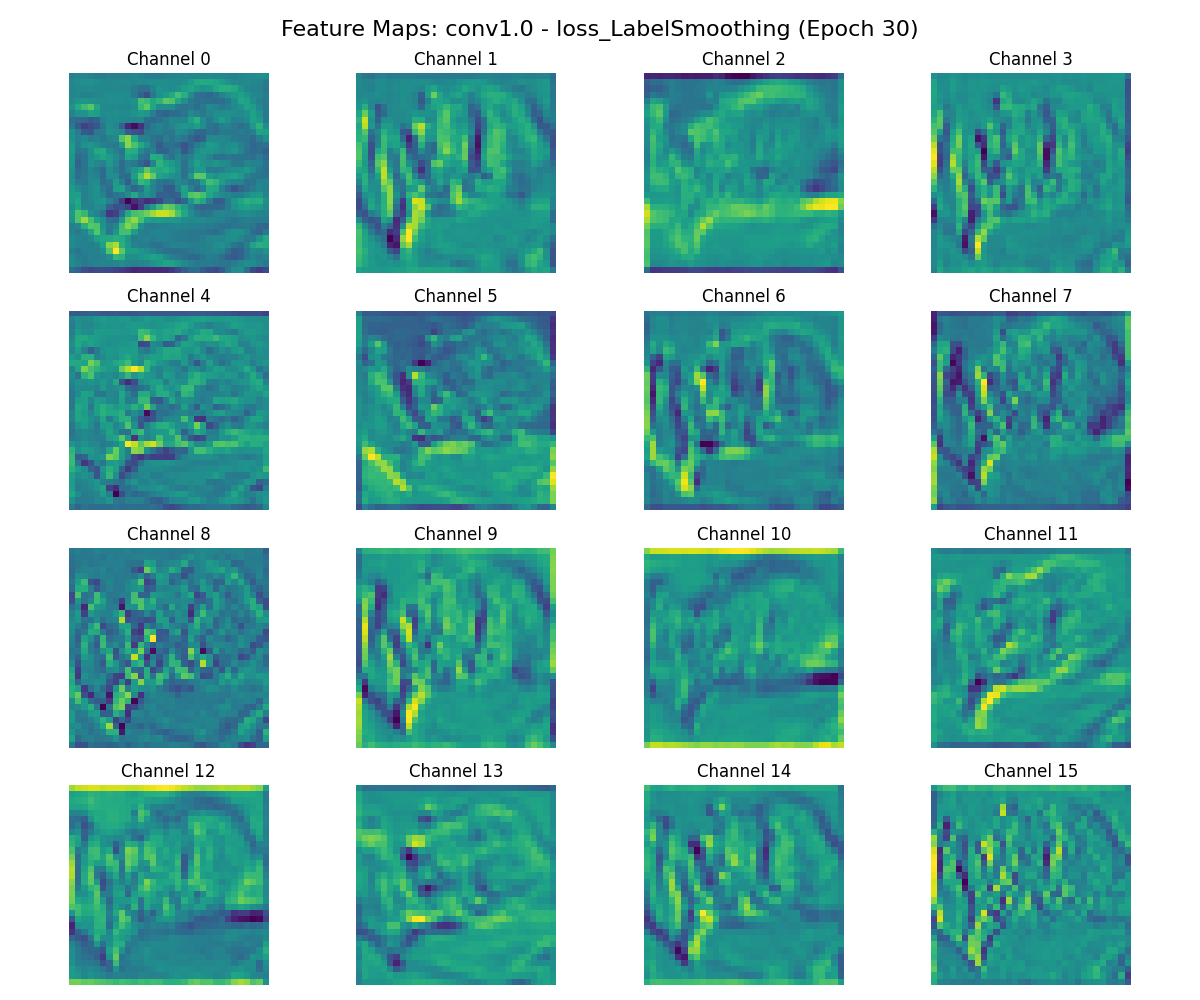 Feature Maps: conv1.0 - loss_LabelSmoothing (Epoch 30)
Channel 0 Channel 1 Channel 2 Channel 3
Channel 4 Channel 5 Channel 6 Channel 7
Channel 8 Channel 9 Channel 10 Channel 11
Channel 12 Channel 13 Channel 14 Channel 15